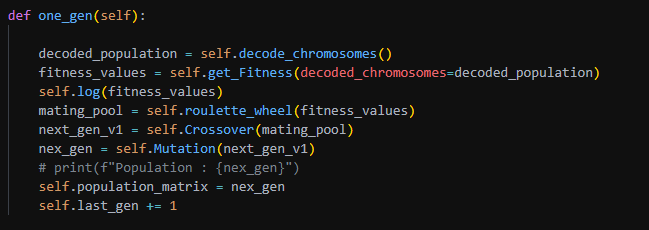 def one_gen(self):
decoded_population = self.decode_chromosomes()
fitness_values = self.get_Fitness(decoded_chromosomes=decoded_population)
self.log(fitness_values)
mating_pool = self.roulette_wheel(fitness_values)
next_gen_v1 = self.Crossover(mating_pool)
nex_gen = self.Mutation(next_gen_v1)
# print(f"Population : {nex_gen}")
self.population_matrix = nex_gen
self.last_gen += 1